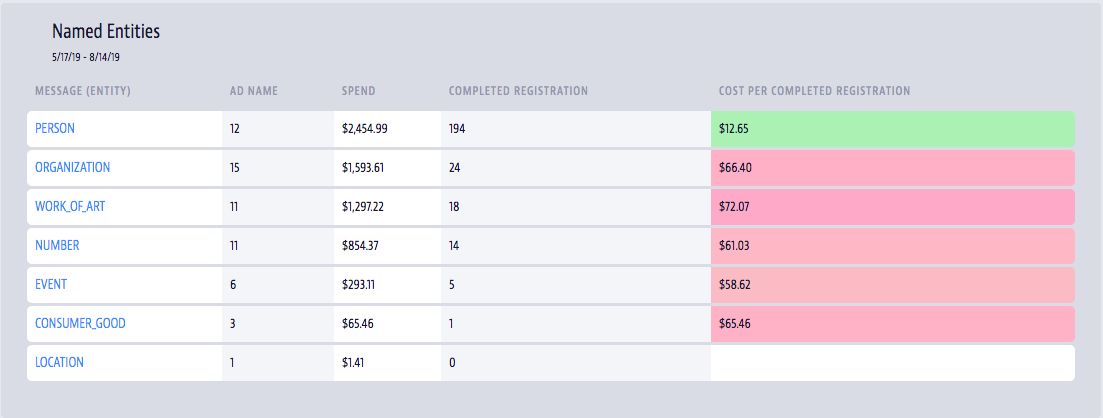 Named Entities
5/17/19 - 8/14/19
MESSAGE (ENTITY) AD NAME SPEND COMPLETED REGISTRATION COST PER COMPLETED REGISTRATION
PERSON 12 $2,454.99 194 $12.65
ORGANIZATION 15 $1,593.61 24 $66.40
WORK_OF_ART 11 $1,297.22 18 $72.07
NUMBER 11 $854.37 14 $61.03
EVENT 6 $293.11 5 $58.62
CONSUMER_GOOD 3 $65.46 1 $65.46
LOCATION 1 $1.41 0